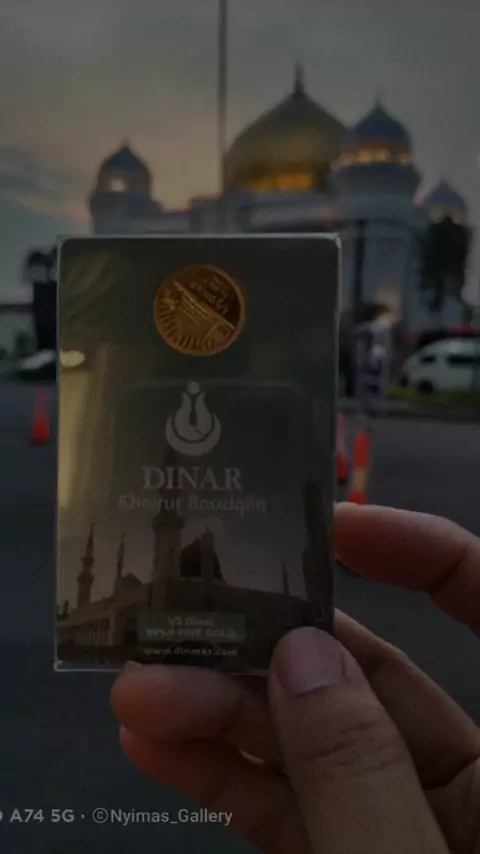 DINAR
Khairur Rooziqiin
1/2 Dinar
999.9 FINE GOLD
www.dinarkr.com
A74 5G · ©Nyimas_Gallery